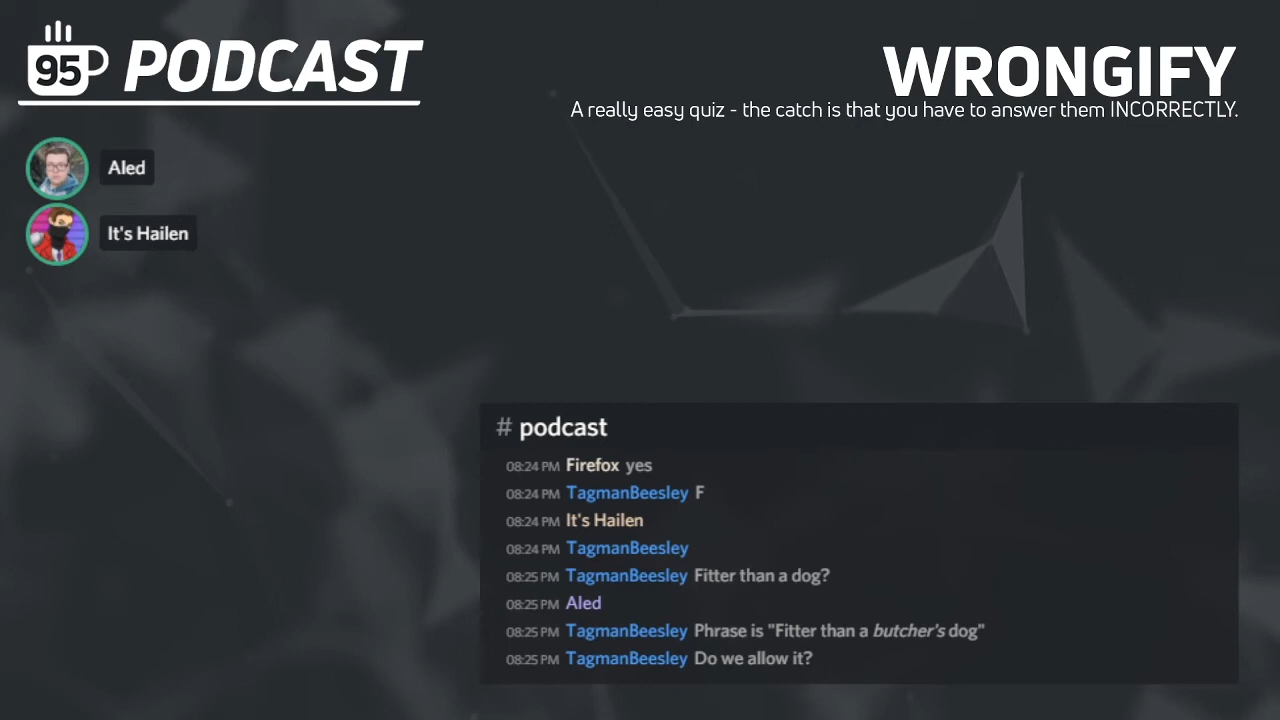 95 PODCAST
WRONGIFY
A really easy quiz - the catch is that you have to answer them INCORRECTLY.
Aled
It's Hailen
# podcast
08:24 PM Firefox yes
08:24 PM TagmanBeesley F
08:24 PM It's Hailen
08:24 PM TagmanBeesley
08:25 PM TagmanBeesley Fitter than a dog?
08:25 PM Aled
08:25 PM TagmanBeesley Phrase is "Fitter than a butcher's dog"
08:25 PM TagmanBeesley Do we allow it?